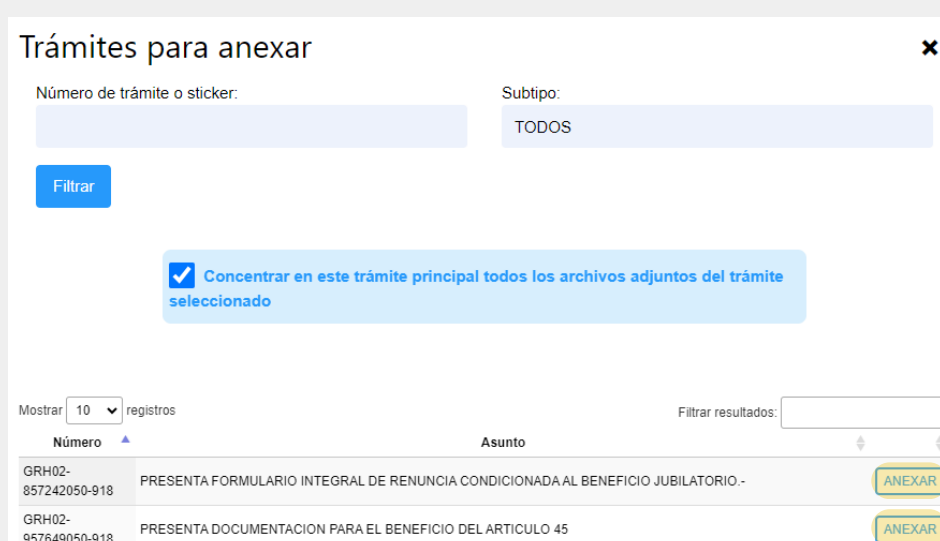 Trámites para anexar
Número de trámite o sticker:
Subtipo:
TODOS
Filtrar
Concentrar en este trámite principal todos los archivos adjuntos del trámite
seleccionado
Mostrar 10 registros
Filtrar resultados:
Número Asunto
GRH02-
857242050-918
PRESENTA FORMULARIO INTEGRAL DE RENUNCIA CONDICIONADA AL BENEFICIO JUBILATORIO.-
ANEXAR
GRH02-
957649050-918
PRESENTA DOCUMENTACION PARA EL BENEFICIO DEL ARTICULO 45
ANEXAR